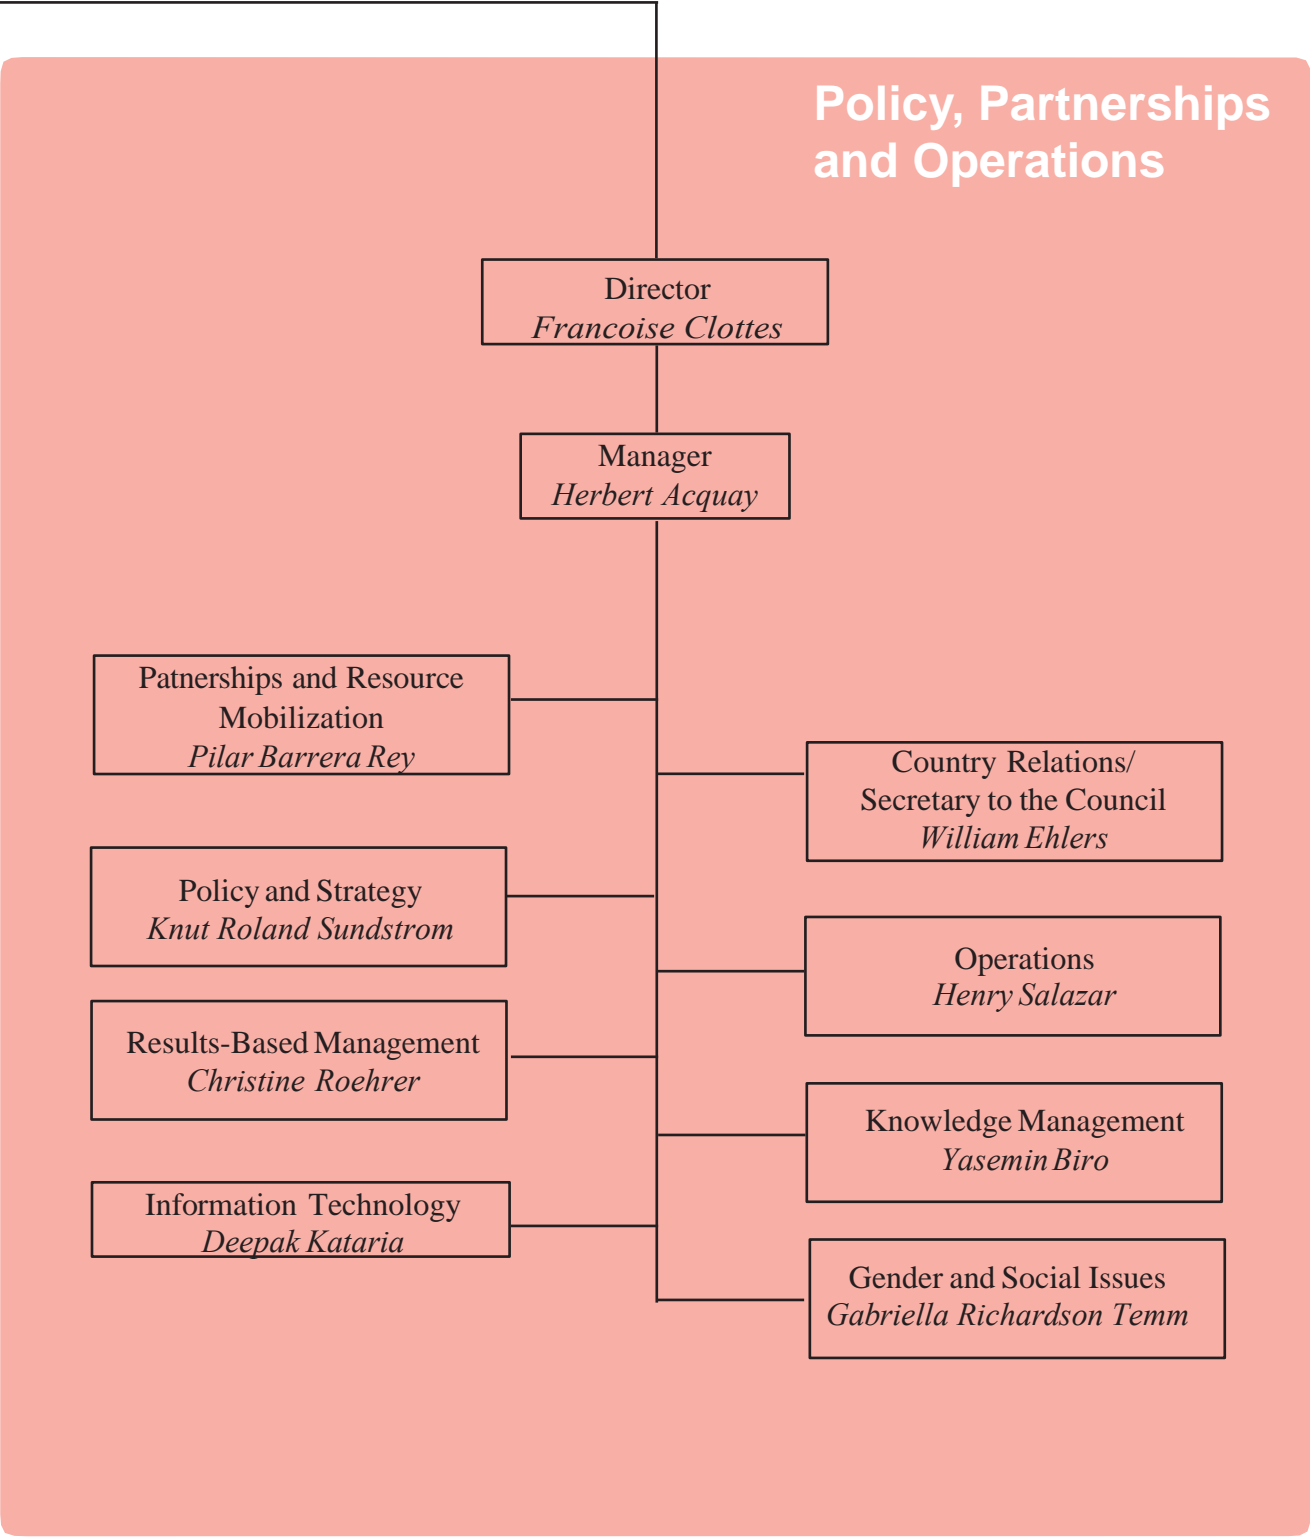 Policy, Partnerships
and Operations
Director
Francoise Clottes
Manager
Herbert Acquay
Patnerships and Resource
Mobilization
Pilar Barrera Rey
Country Relations/
Secretary to the Council
William Ehlers
Policy and Strategy
Knut Roland Sundstrom
Operations
Henry Salazar
Results-Based Management
Christine Roehrer
Knowledge Management
Yasemin Biro
Information Technology
Deepak Kataria
Gender and Social Issues
Gabriella Richardson Temm